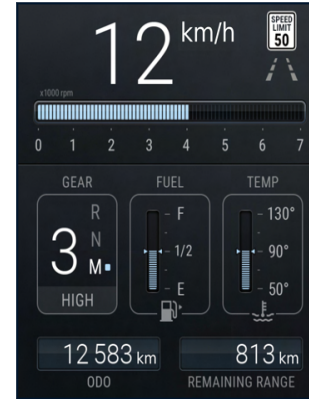 12 km/h
SPEED
LIMIT
50
x1000 rpm
0 1 2 3 4 5 6 7
GEAR
R
3 N
M
HIGH
FUEL
F
1/2
E
TEMP
130°
90°
50°
12 583 km
ODO
813 km
REMAINING RANGE